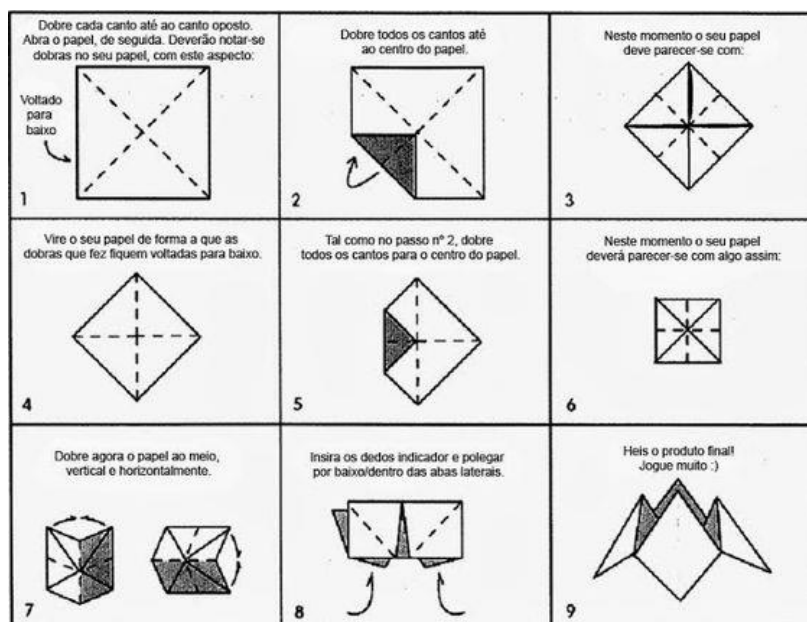 Dobre cada canto até ao canto oposto.
Abra o papel, de seguida. Deverão notar-se
dobras no seu papel, com este aspecto:
Voltado
para
baixo
1
Dobre todos os cantos até
ao centro do papel.
2
Neste momento o seu papel
deve parecer-se com:
3
Vire o seu papel de forma a que as
dobras que fez fiquem voltadas para baixo.
4
Tal como no passo nº 2, dobre
todos os cantos para o centro do papel.
5
Neste momento o seu papel
deverá parecer-se com algo assim:
6
Dobre agora o papel ao meio,
vertical e horizontalmente.
7
Insira os dedos indicador e polegar
por baixo/dentro das abas laterais.
8
Heis o produto final!
Jogue muito :)
9